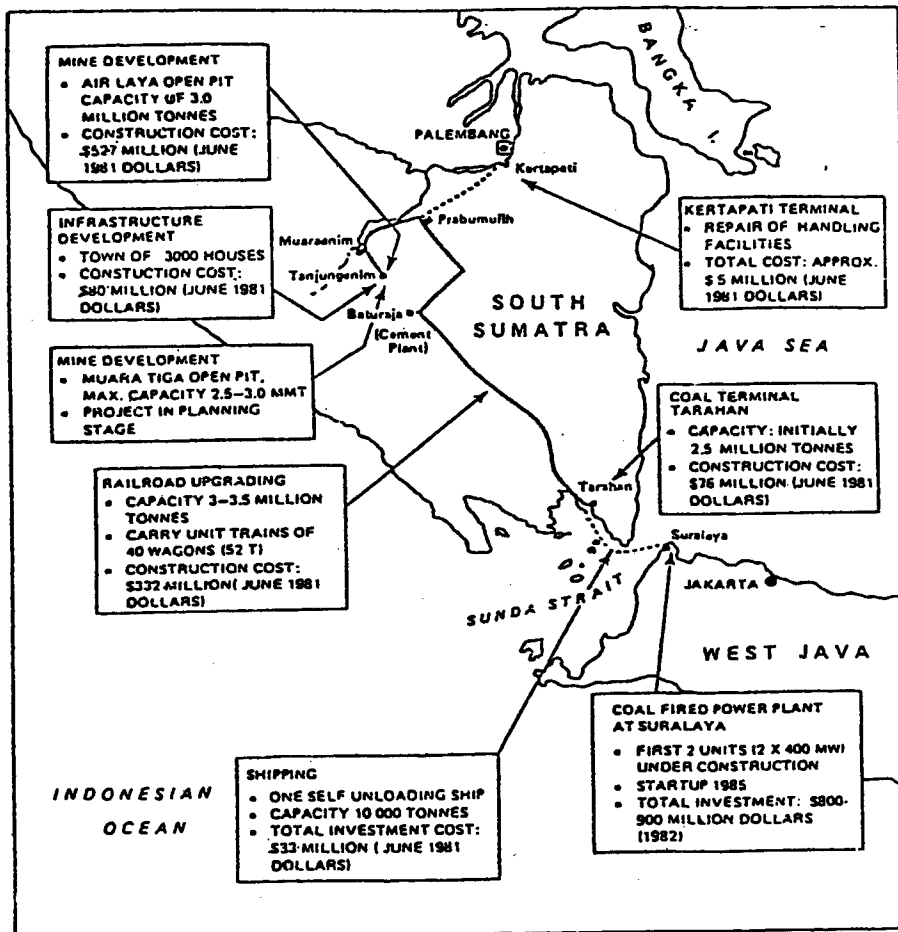 MINE DEVELOPMENT
• AIR LAYA OPEN PIT
CAPACITY OF 3.0
MILLION TONNES
• CONSTRUCTION COST:
$527 MILLION (JUNE
1981 DOLLARS)
INFRASTRUCTURE
DEVELOPMENT
• TOWN OF 3000 HOUSES
• CONSTUCTION COST:
$80 MILLION (JUNE 1981
DOLLARS)
MINE DEVELOPMENT
• MUARA TIGA OPEN PIT,
MAX. CAPACITY 2.5–3.0 MMT
• PROJECT IN PLANNING
STAGE
RAILROAD UPGRADING
• CAPACITY 3–3.5 MILLION
TONNES
• CARRY UNIT TRAINS OF
40 WAGONS (52 T)
• CONSTRUCTION COST:
$332 MILLION( JUNE 1981
DOLLARS)
BANGKA I.
PALEMBANG
Kertapati
Prabumulih
Muaraenim
Tanjungenim
Baturaja
(Cement
Plant)
SOUTH
SUMATRA
KERTAPATI TERMINAL
• REPAIR OF HANDLING
FACILITIES
• TOTAL COST: APPROX.
$5 MILLION (JUNE
1981 DOLLARS)
JAVA SEA
COAL TERMINAL
TARAHAN
• CAPACITY: INITIALLY
2.5 MILLION TONNES
• CONSTRUCTION COST:
$76 MILLION (JUNE 1981
DOLLARS)
Tarahan
Suralaya
JAKARTA
SUNDA STRAIT
WEST JAVA
COAL FIRED POWER PLANT
AT SURALAYA
• FIRST 2 UNITS (2 X 400 MW)
UNDER CONSTRUCTION
• STARTUP 1985
• TOTAL INVESTMENT: $800-
900 MILLION DOLLARS
(1982)
SHIPPING
• ONE SELF UNLOADING SHIP
• CAPACITY 10 000 TONNES
• TOTAL INVESTMENT COST:
$33 MILLION ( JUNE 1981
DOLLARS)
INDONESIAN
OCEAN